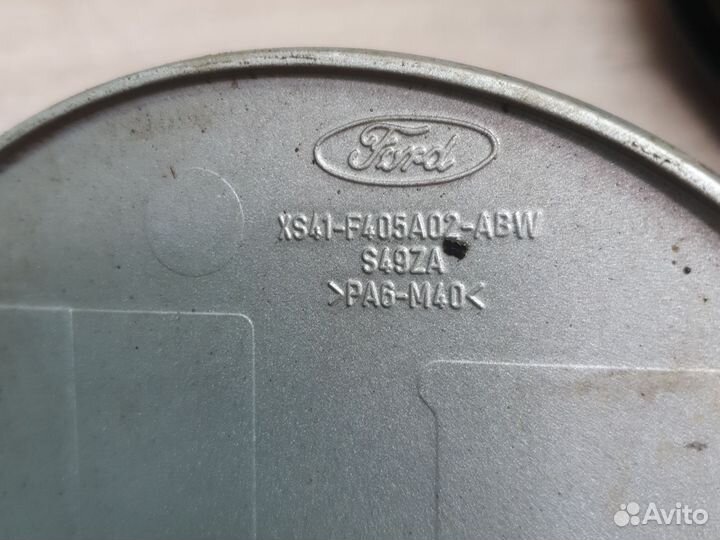 Ford
XS41-F405A02-ABW
S49ZA
>PA6-M40<
Avito